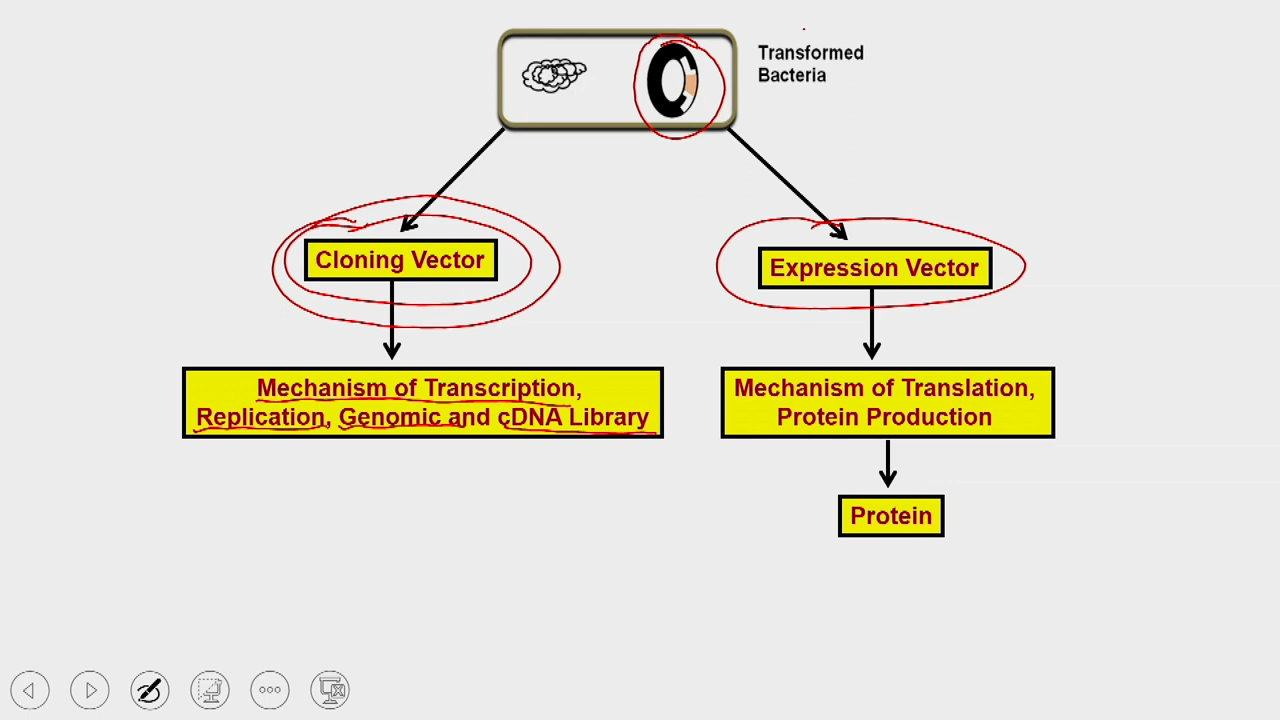 Transformed
Bacteria
Cloning Vector
Expression Vector
Mechanism of Transcription,
Replication, Genomic and cDNA Library
Mechanism of Translation,
Protein Production
Protein